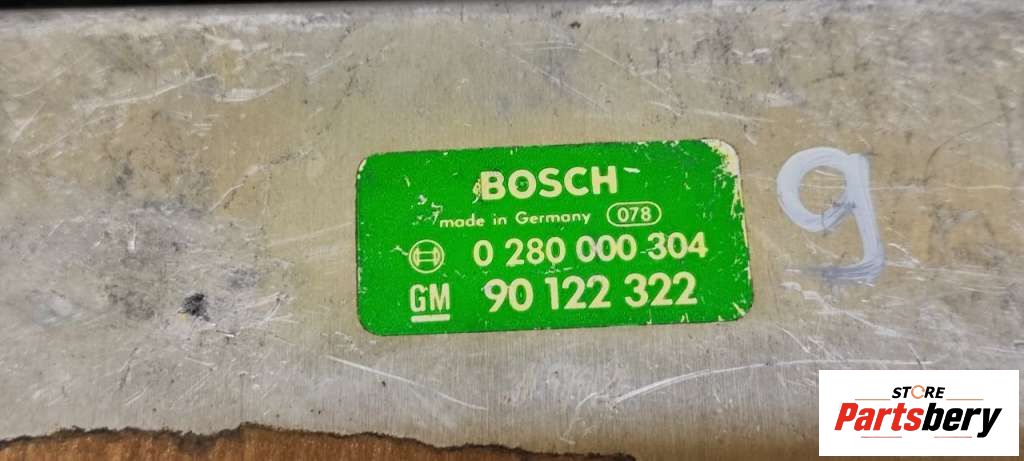 BOSCH
made in Germany 078
0 280 000 304
GM 90 122 322
9
STORE
Partsbery